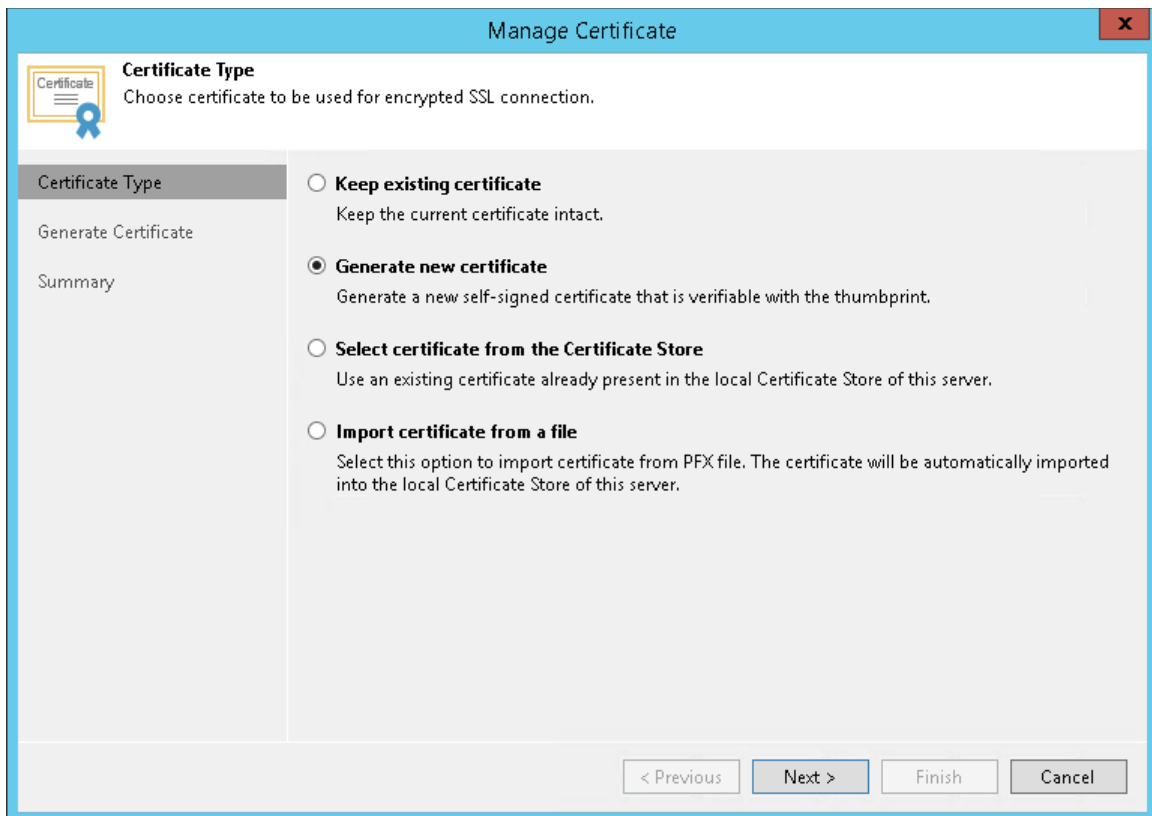 Manage Certificate
x
Certificate
Certificate Type
Choose certificate to be used for encrypted SSL connection.
Certificate Type
Generate Certificate
Summary
Keep existing certificate
Keep the current certificate intact.
Generate new certificate
Generate a new self-signed certificate that is verifiable with the thumbprint.
Select certificate from the Certificate Store
Use an existing certificate already present in the local Certificate Store of this server.
Import certificate from a file
Select this option to import certificate from PFX file. The certificate will be automatically imported
into the local Certificate Store of this server.
< Previous
Next >
Finish
Cancel